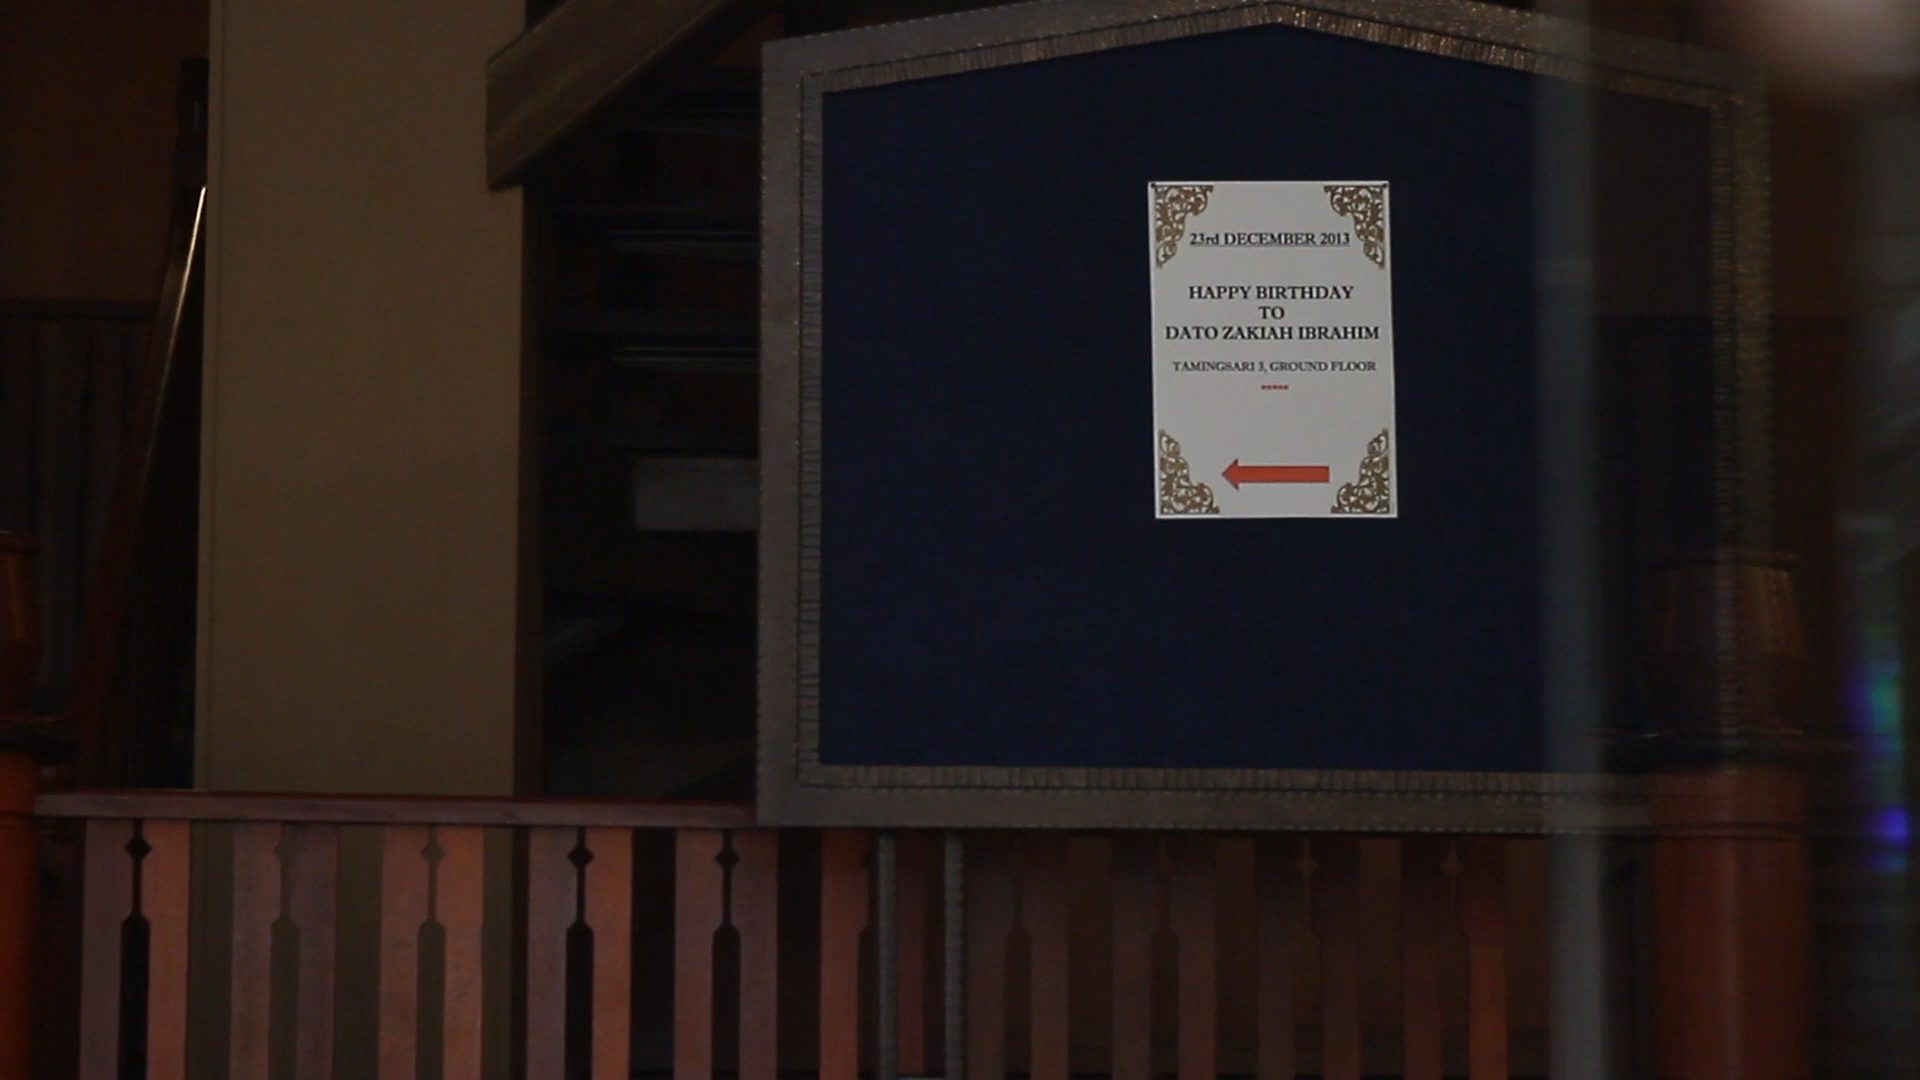 23rd DECEMBER 2013
HAPPY BIRTHDAY
TO
DATO ZAKIAH IBRAHIM
TAMINGSARI 3, GROUND FLOOR